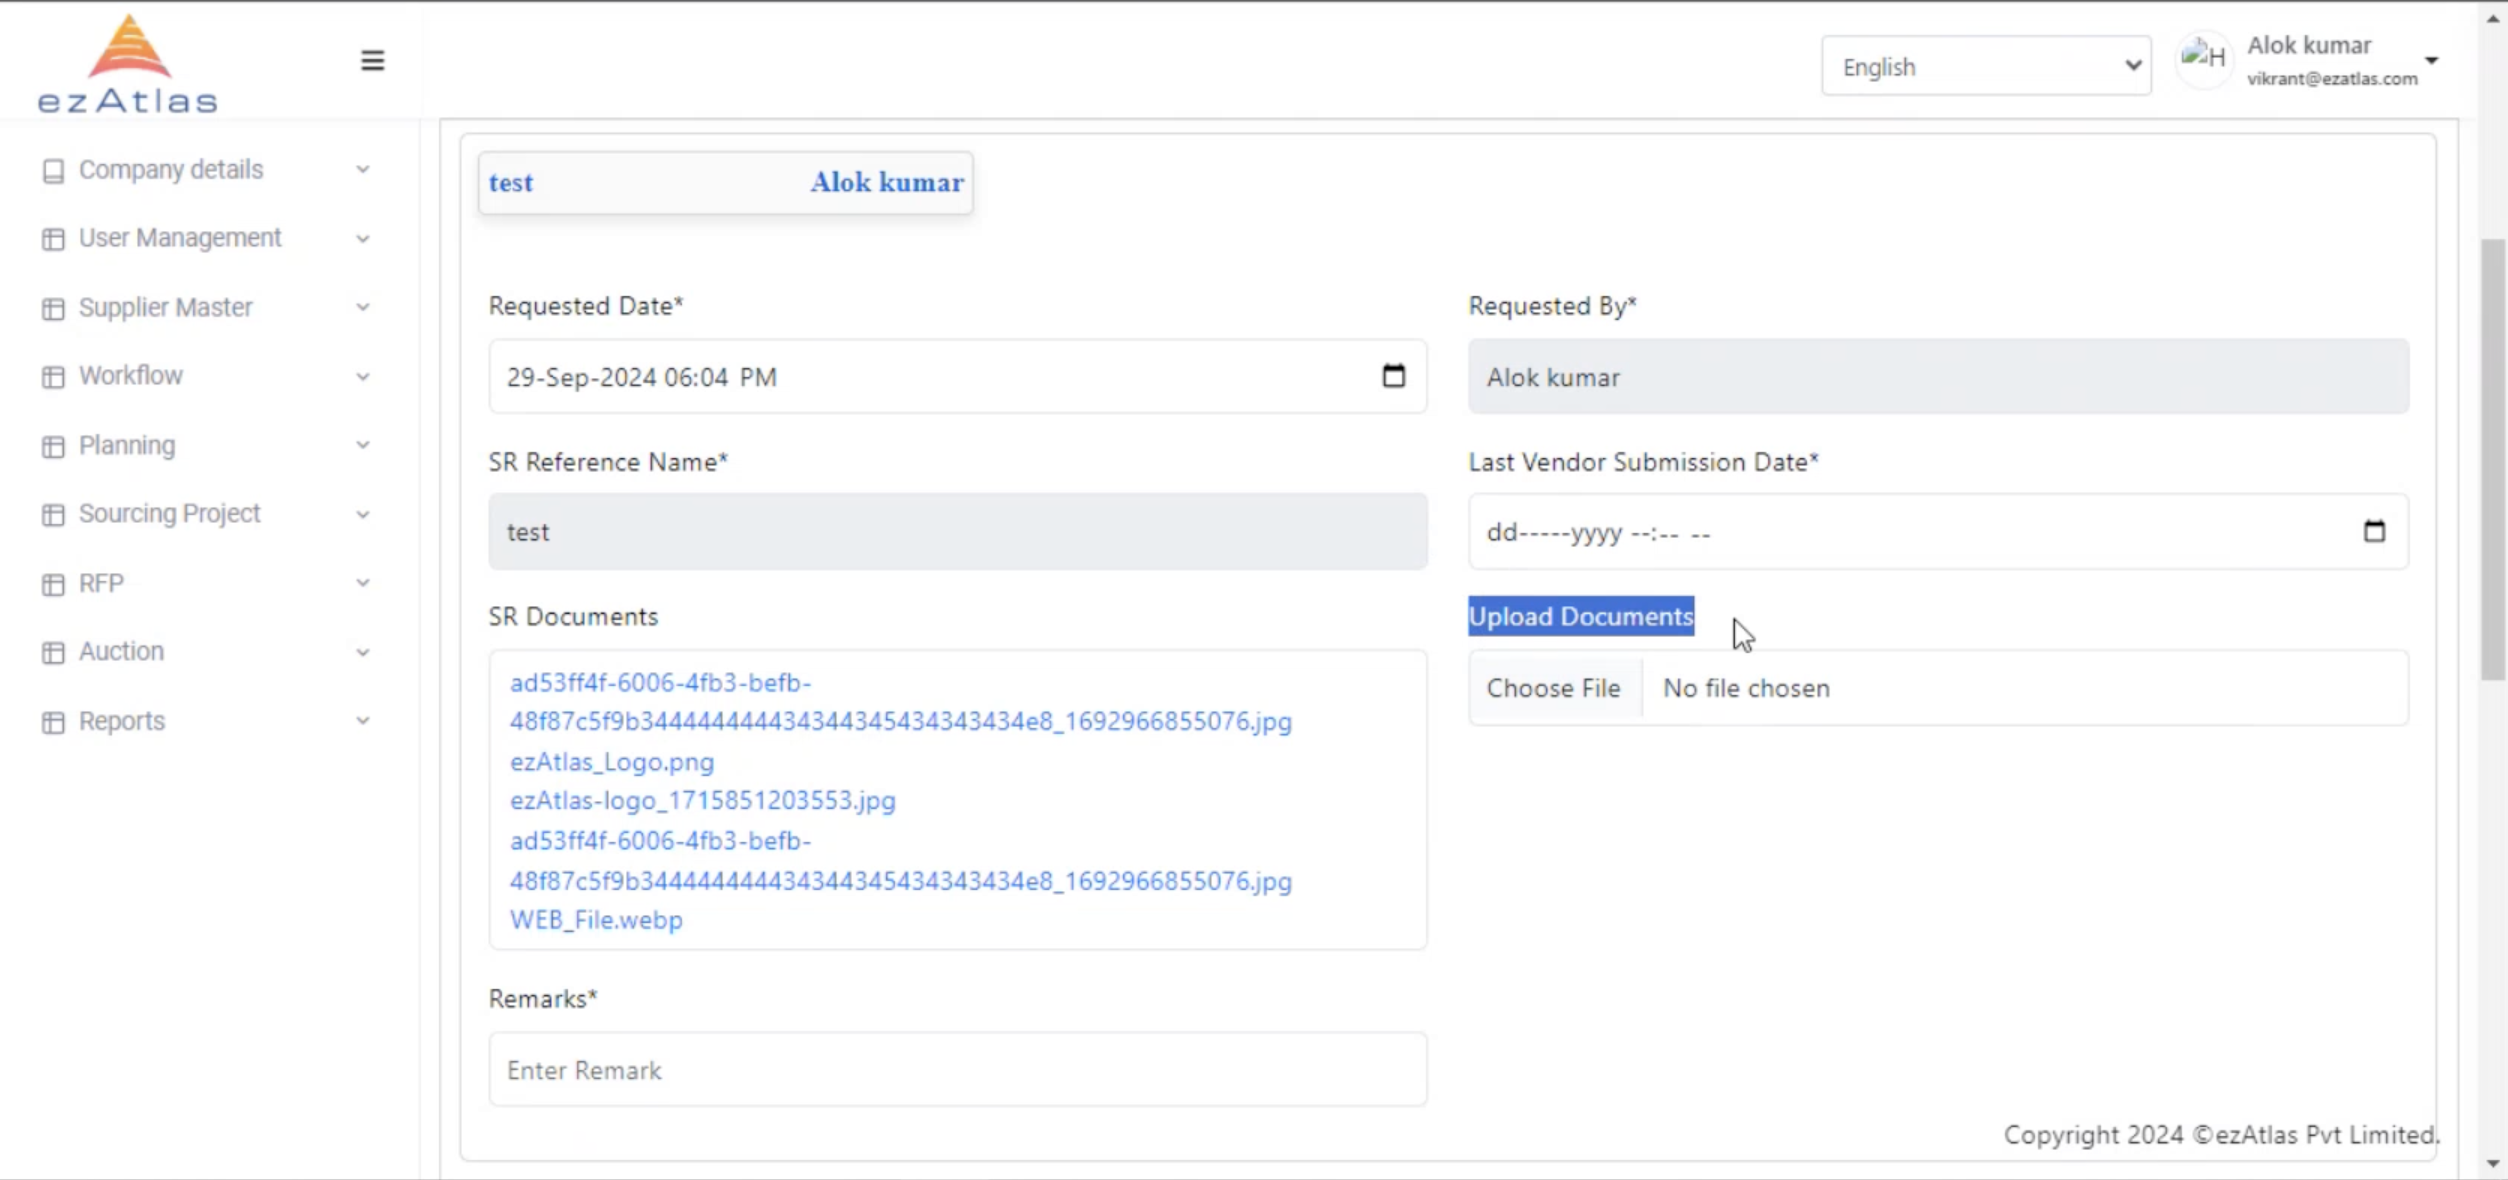 ezAtlas
English
H
Alok kumar
vikrant@ezatlas.com
Company details
User Management
Supplier Master
Workflow
Planning
Sourcing Project
RFP
Auction
Reports
test
Alok kumar
Requested Date*
29-Sep-2024 06:04 PM
Requested By*
Alok kumar
SR Reference Name*
test
Last Vendor Submission Date*
dd-----yyyy --:-- --
SR Documents
ad53ff4f-6006-4fb3-befb-
48f87c5f9b344444444434344345434343434e8_1692966855076.jpg
ezAtlas_Logo.png
ezAtlas-logo_1715851203553.jpg
ad53ff4f-6006-4fb3-befb-
48f87c5f9b344444444434344345434343434e8_1692966855076.jpg
WEB_File.webp
Upload Documents
Choose File No file chosen
Remarks*
Enter Remark
Copyright 2024 ©ezAtlas Pvt Limited.